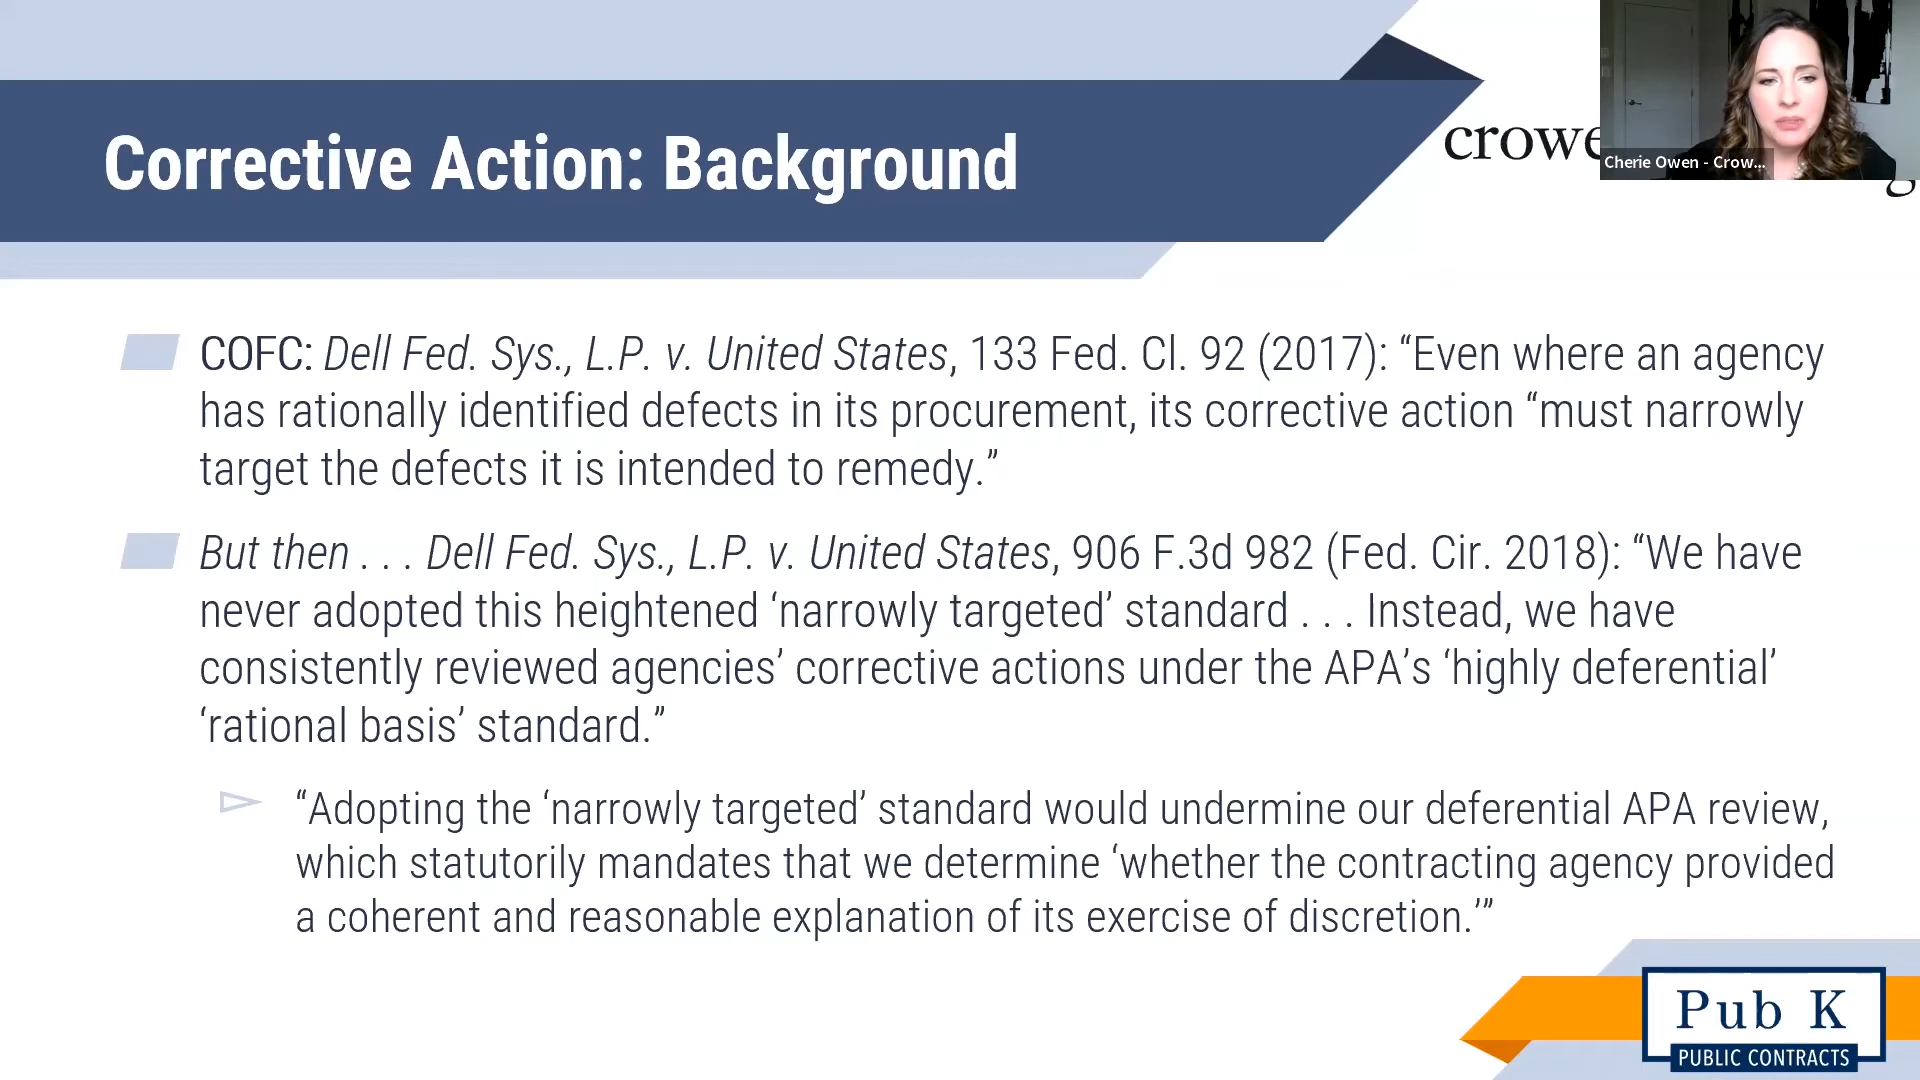 Corrective Action: Background
crowe
Cherie Owen - Crow...
g
COFC: Dell Fed. Sys., L.P. v. United States, 133 Fed. Cl. 92 (2017): “Even where an agency
has rationally identified defects in its procurement, its corrective action “must narrowly
target the defects it is intended to remedy.”
But then . . . Dell Fed. Sys., L.P. v. United States, 906 F.3d 982 (Fed. Cir. 2018): “We have
never adopted this heightened ‘narrowly targeted’ standard . . . Instead, we have
consistently reviewed agencies’ corrective actions under the APA’s ‘highly deferential’
‘rational basis’ standard.”
“Adopting the ‘narrowly targeted’ standard would undermine our deferential APA review,
which statutorily mandates that we determine ‘whether the contracting agency provided
a coherent and reasonable explanation of its exercise of discretion.’”
Pub K
PUBLIC CONTRACTS